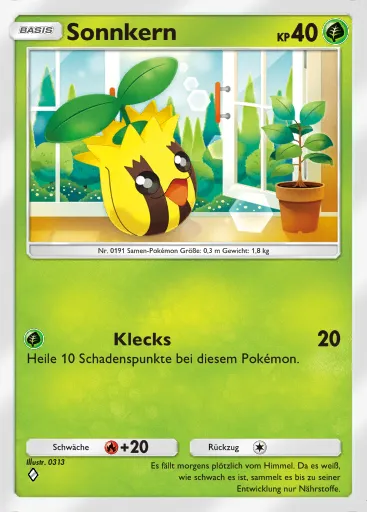 BASIS Sonnkern KP 40
Nr. 0191 Samen-Pokémon Größe: 0,3 m Gewicht: 1,8 kg
Klecks 20
Heile 10 Schadenspunkte bei diesem Pokémon.
Schwäche +20 Rückzug
Illustr. 0313
Es fällt morgens plötzlich vom Himmel. Da es weiß,
wie schwach es ist, sammelt es bis zu seiner
Entwicklung nur Nährstoffe.